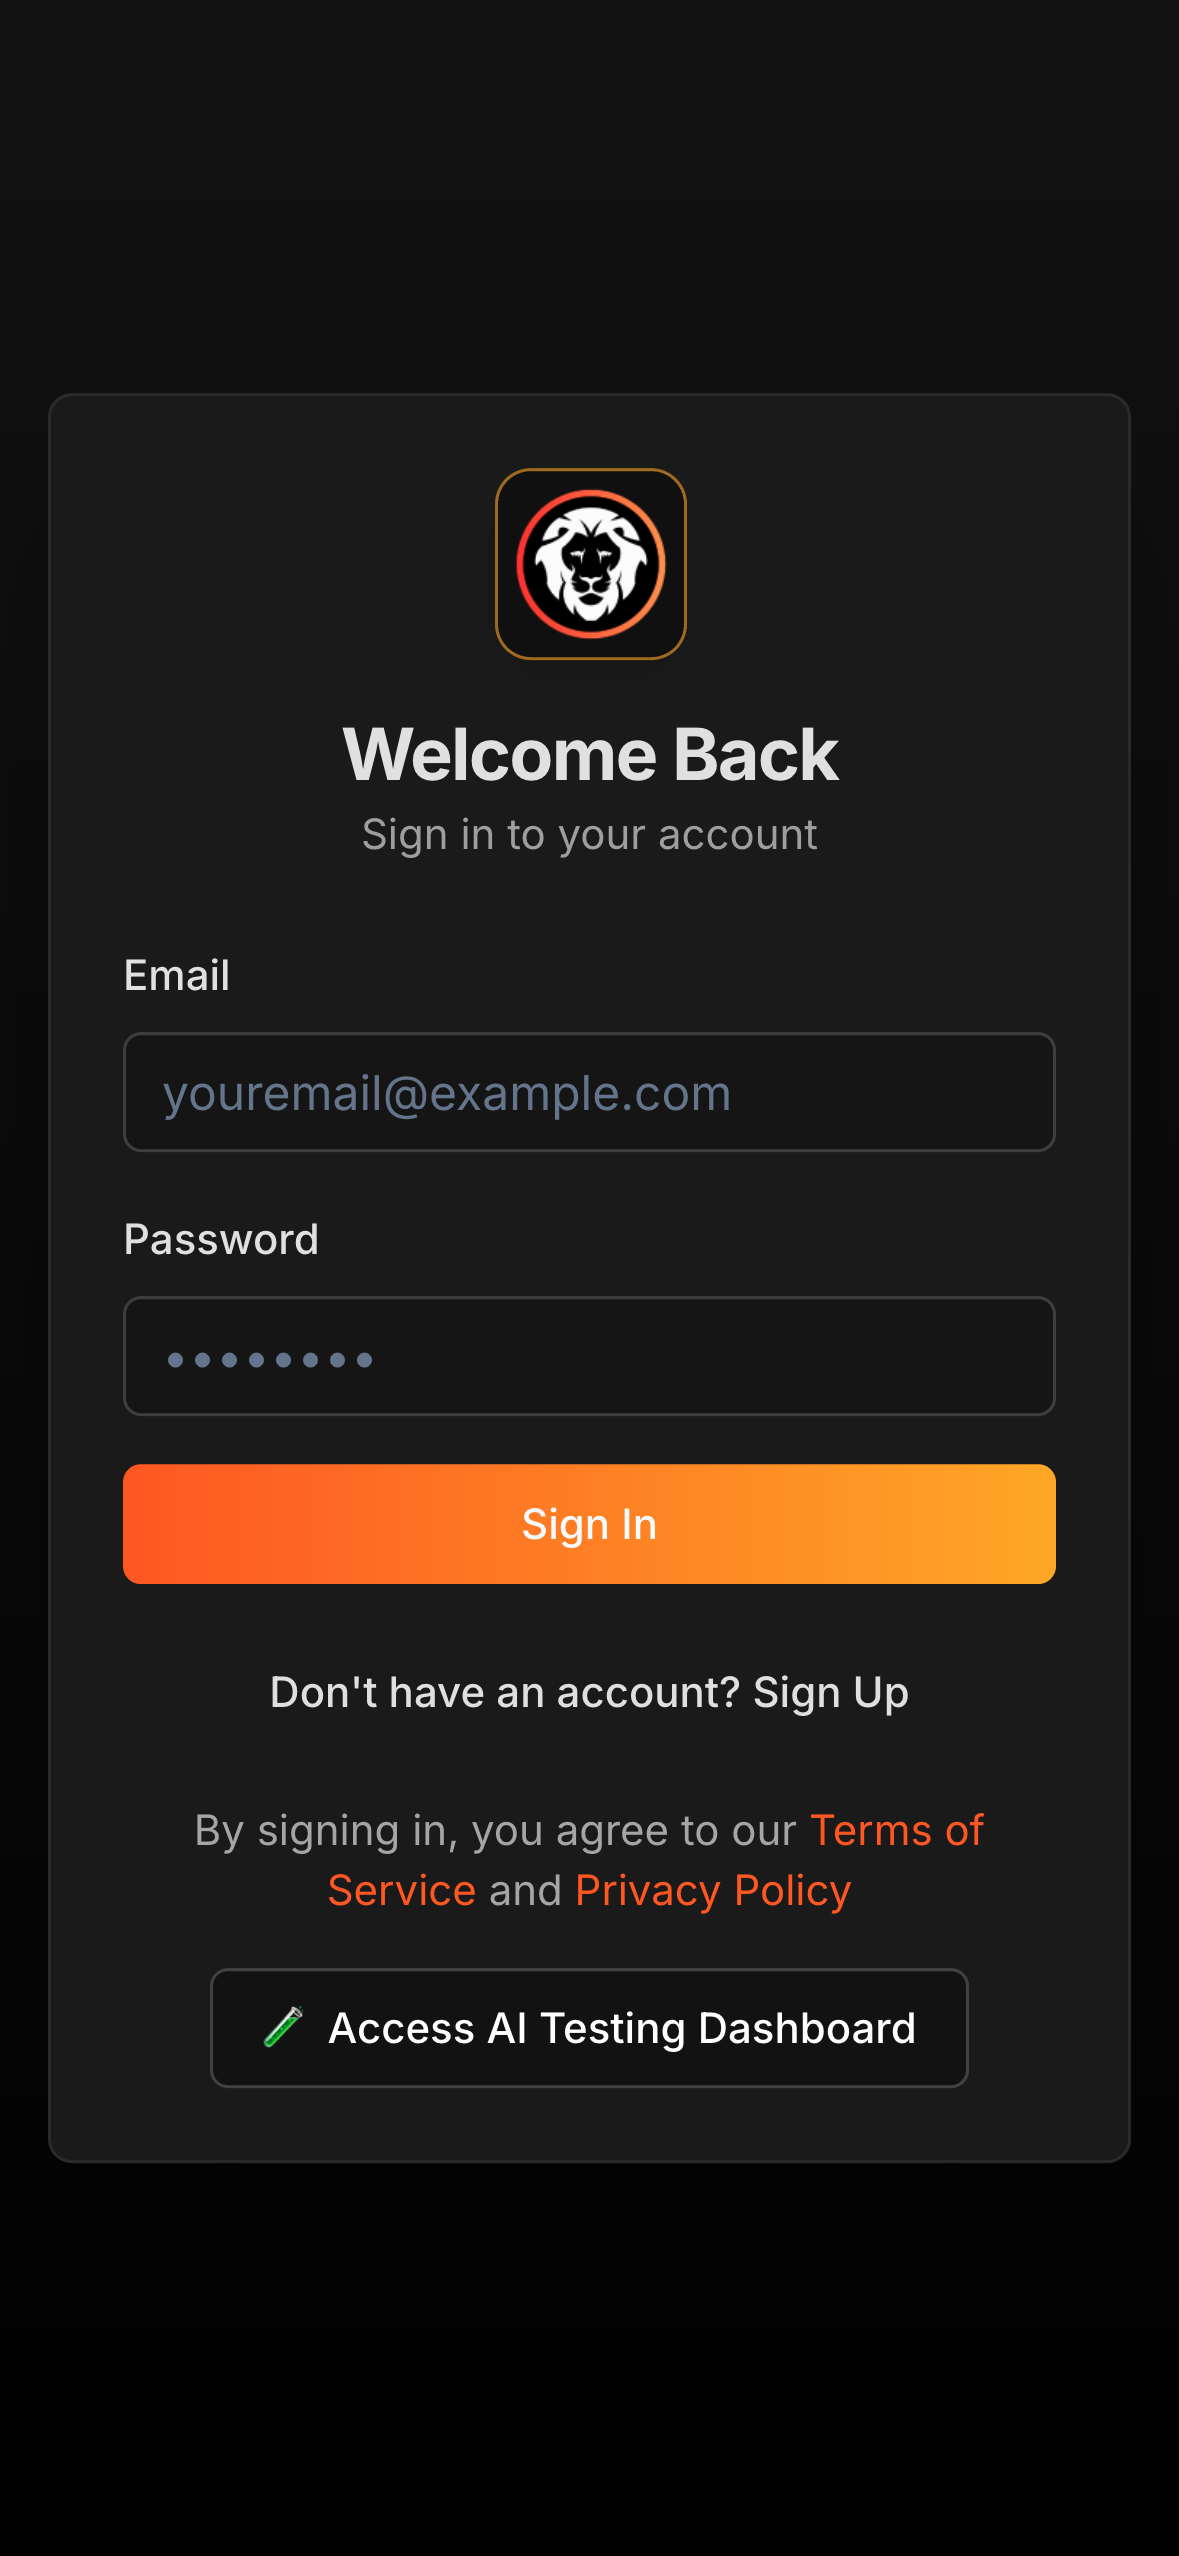 Welcome Back
Sign in to your account
Email
youremail@example.com
Password
••••••••
Sign In
Don't have an account? Sign Up
By signing in, you agree to our Terms of
Service and Privacy Policy
🧪 Access AI Testing Dashboard